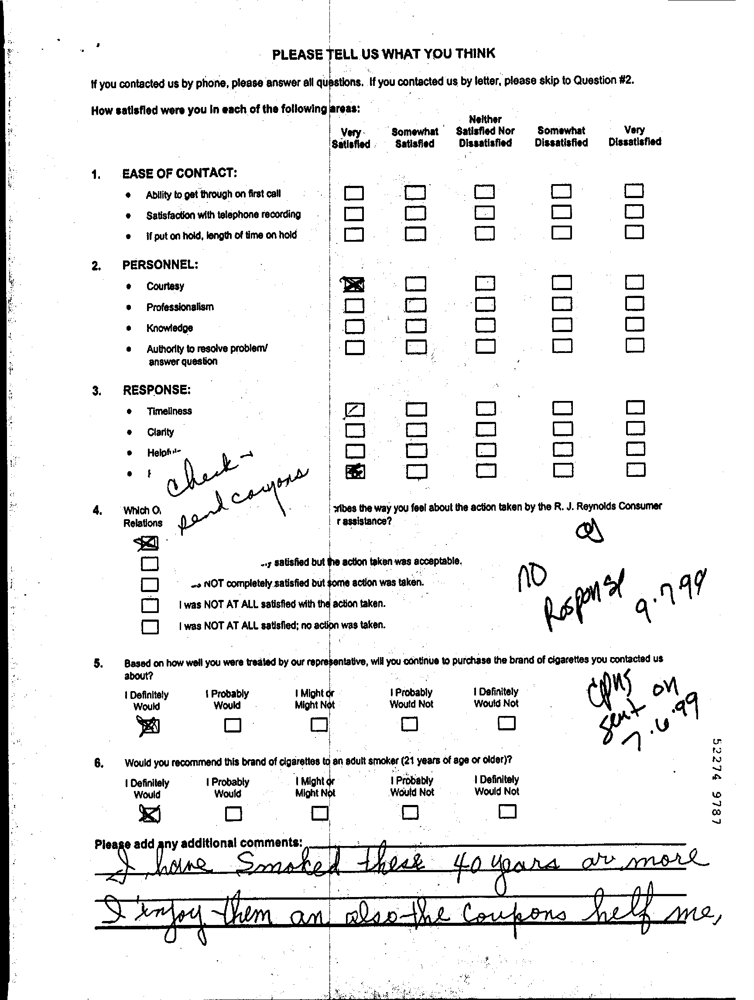 PLEASE TELL US WHAT YOU THINK
If you contacted us by phone, please answer all questions. If you contacted us by letter, please skip to Question #2.
How satisfied were you in each of the following areas:
Very Satisfied Somewhat Satisfied Neither Satisfied Nor Dissatisfied Somewhat Dissatisfied Very Dissatisfied
1. EASE OF CONTACT:
• Ability to get through on first call
• Satisfaction with telephone recording
• If put on hold, length of time on hold
2. PERSONNEL:
• Courtesy
• Professionalism
• Knowledge
• Authority to resolve problem/
answer question
3. RESPONSE:
• Timeliness
• Clarity
• Helpful
•
check
send coupons
4. Which O
ribes the way you feel about the action taken by the R. J. Reynolds Consumer
Relations
r assistance?
satisfied but the action taken was acceptable.
NOT completely satisfied but some action was taken.
I was NOT AT ALL satisfied with the action taken.
I was NOT AT ALL satisfied; no action was taken.
no
Response
9.7.99
5. Based on how well you were treated by our representative, will you continue to purchase the brand of cigarettes you contacted us
about?
I Definitely Would I Probably Would I Might or Might Not I Probably Would Not I Definitely Would Not
cpns
sent on
7.6.99
6. Would you recommend this brand of cigarettes to an adult smoker (21 years of age or older)?
I Definitely Would I Probably Would I Might or Might Not I Probably Would Not I Definitely Would Not
52274 9787
Please add any additional comments:
I have Smoked these 40 years or more
I enjoy them an also the Coupons help me,